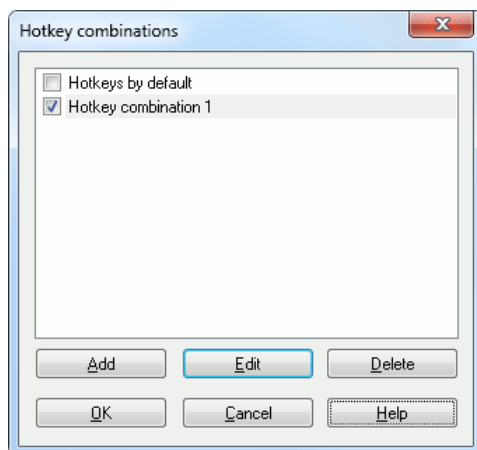 Hotkey combinations
Hotkeys by default
Hotkey combination 1
Add Edit Delete
OK Cancel Help